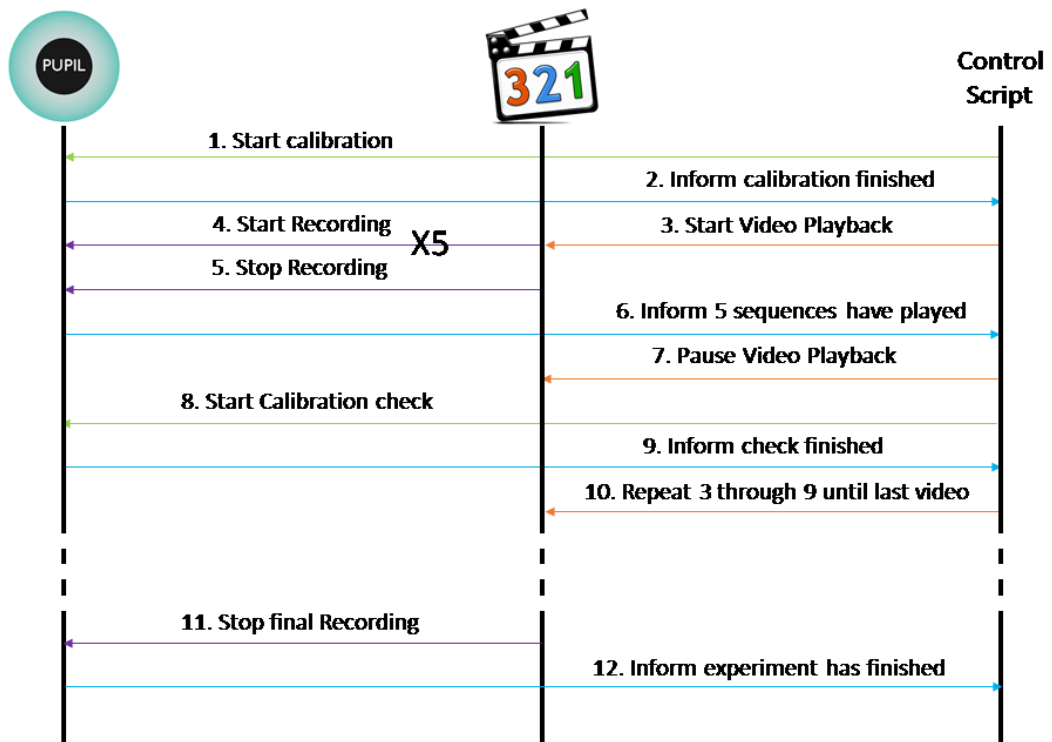 PUPIL
321
Control
Script
1. Start calibration
2. Inform calibration finished
4. Start Recording
3. Start Video Playback
X5
5. Stop Recording
6. Inform 5 sequences have played
7. Pause Video Playback
8. Start Calibration check
9. Inform check finished
10. Repeat 3 through 9 until last video
11. Stop final Recording
12. Inform experiment has finished